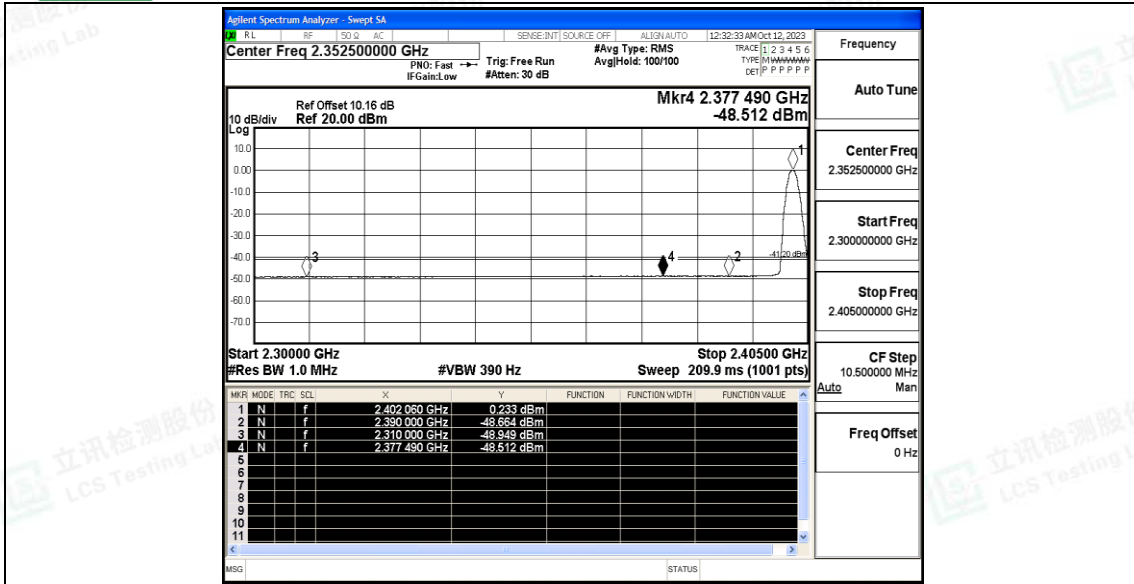 Agilent Spectrum Analyzer - Swept SA
RL RF 50 Ω AC SENSE:INT SOURCE OFF ALIGN AUTO 12:32:33 AM Oct 12, 2023
Center Freq 2.352500000 GHz
PNO: Fast
IFGain:Low
Trig: Free Run
#Atten: 30 dB
#Avg Type: RMS
Avg|Hold: 100/100
TRACE 1 2 3 4 5 6
TYPE M WWWWW
DET P P P P P P
Ref Offset 10.16 dB
Ref 20.00 dBm
10 dB/div
Log
Mkr4 2.377 490 GHz
-48.512 dBm
10.0
0.00
-10.0
-20.0
-30.0
-40.0
-50.0
-60.0
-70.0
1
3
4
2
-41.20 dBm
Start 2.30000 GHz Stop 2.40500 GHz
#Res BW 1.0 MHz #VBW 390 Hz Sweep 209.9 ms (1001 pts)
MKR MODE TRC SCL X Y FUNCTION FUNCTION WIDTH FUNCTION VALUE
1 N f 2.402 060 GHz 0.233 dBm
2 N f 2.390 000 GHz -48.664 dBm
3 N f 2.310 000 GHz -48.949 dBm
4 N f 2.377 490 GHz -48.512 dBm
5
6
7
8
9
10
11
MSG STATUS
Frequency
Auto Tune
Center Freq
2.352500000 GHz
Start Freq
2.300000000 GHz
Stop Freq
2.405000000 GHz
CF Step
10.500000 MHz
Auto Man
Freq Offset
0 Hz
立讯检测股份
LCS Testing Lab
立讯检测股份
LCS Testing L